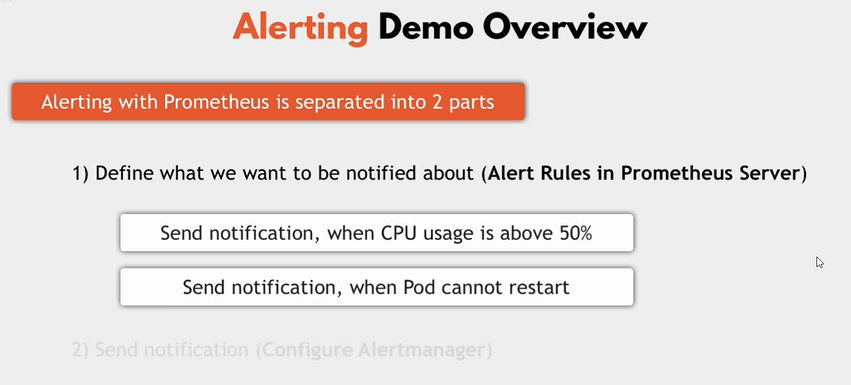 Alerting Demo Overview
Alerting with Prometheus is separated into 2 parts
1) Define what we want to be notified about (Alert Rules in Prometheus Server)
Send notification, when CPU usage is above 50%
Send notification, when Pod cannot restart
2) Send notification (Configure Alertmanager)